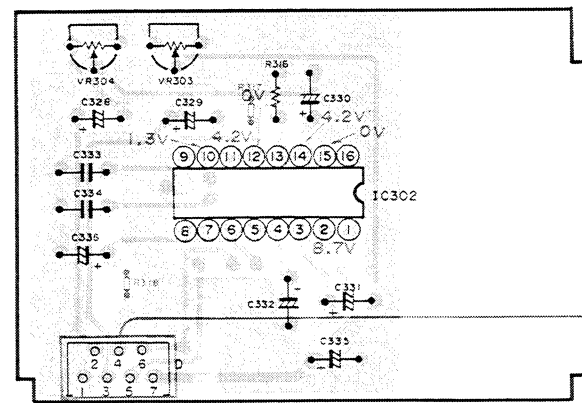 VR304 VR303
R316
C328 C329 0V C330
4.2V
1.3V 4.2V 0V
C333
9 10 11 12 13 14 15 16
C334 IC302
8 7 6 5 4 3 2 1
C336 8.7V
R318
C332 C331
C335
2 4 6
1 3 5 7